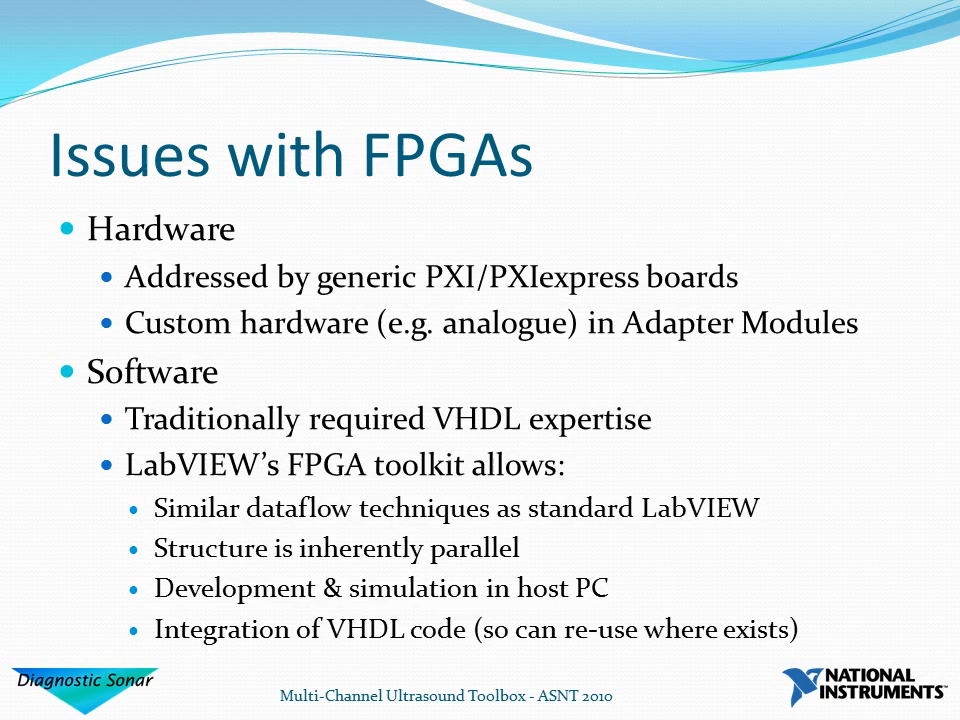 Issues with FPGAs
Hardware
Addressed by generic PXI/PXIexpress boards
Custom hardware (e.g. analogue) in Adapter Modules
Software
Traditionally required VHDL expertise
LabVIEW’s FPGA toolkit allows:
Similar dataflow techniques as standard LabVIEW
Structure is inherently parallel
Development & simulation in host PC
Integration of VHDL code (so can re-use where exists)
Diagnostic Sonar
Multi-Channel Ultrasound Toolbox - ASNT 2010
NATIONAL
INSTRUMENTS™